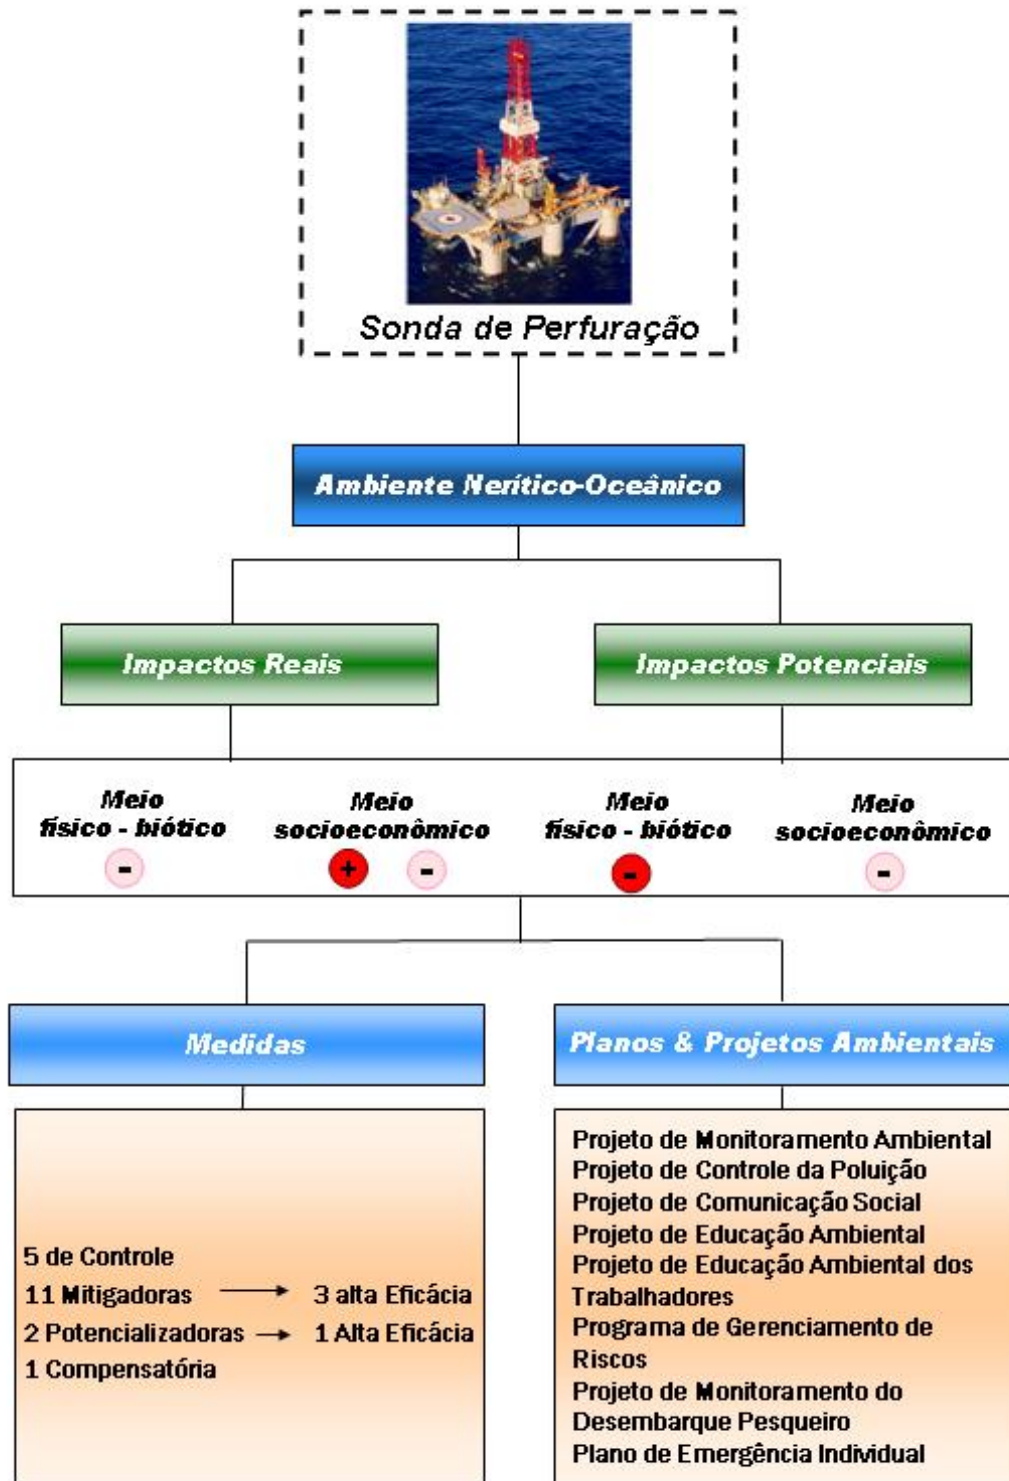 Sonda de Perfuração
Ambiente Nerítico-Oceânico
Impactos Reais
Impactos Potenciais
Meio
físico - biótico
-
Meio
socioeconômico
+ -
Meio
físico - biótico
-
Meio
socioeconômico
-
Medidas
5 de Controle
11 Mitigadoras → 3 alta Eficácia
2 Potencializadoras → 1 Alta Eficácia
1 Compensatória
Planos & Projetos Ambientais
Projeto de Monitoramento Ambiental
Projeto de Controle da Poluição
Projeto de Comunicação Social
Projeto de Educação Ambiental
Projeto de Educação Ambiental dos
Trabalhadores
Programa de Gerenciamento de
Riscos
Projeto de Monitoramento do
Desembarque Pesqueiro
Plano de Emergência Individual